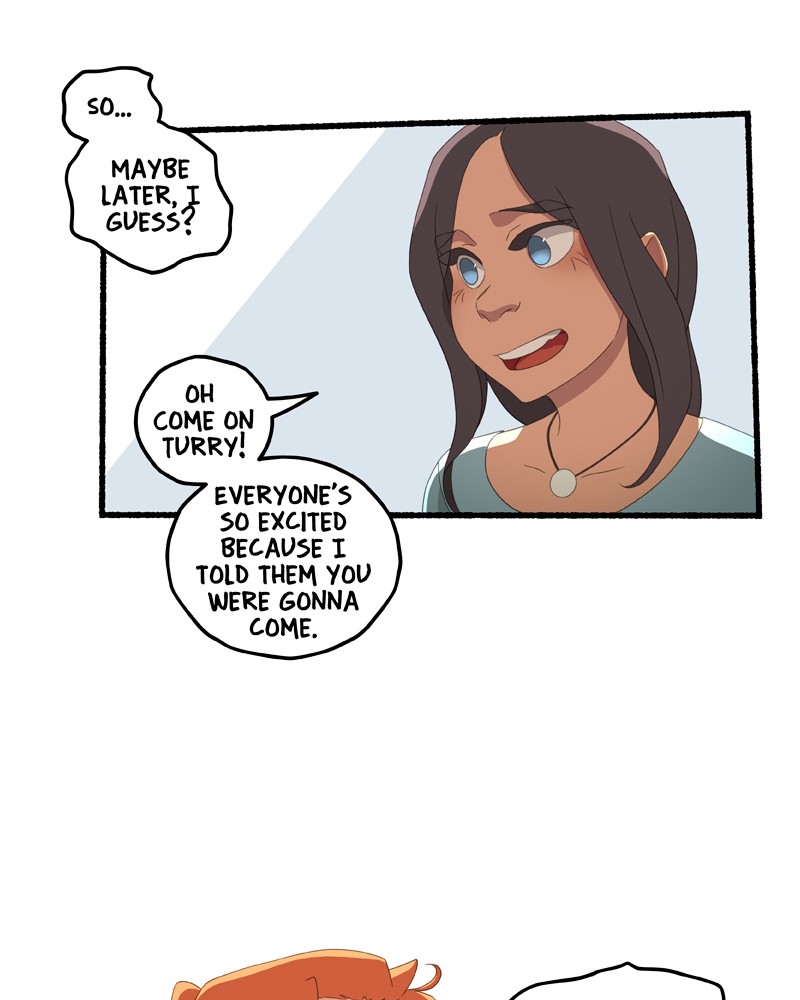 SO...
MAYBE
LATER, I
GUESS?
OH
COME ON
TURRY!
EVERYONE'S
SO EXCITED
BECAUSE I
TOLD THEM YOU
WERE GONNA
COME.